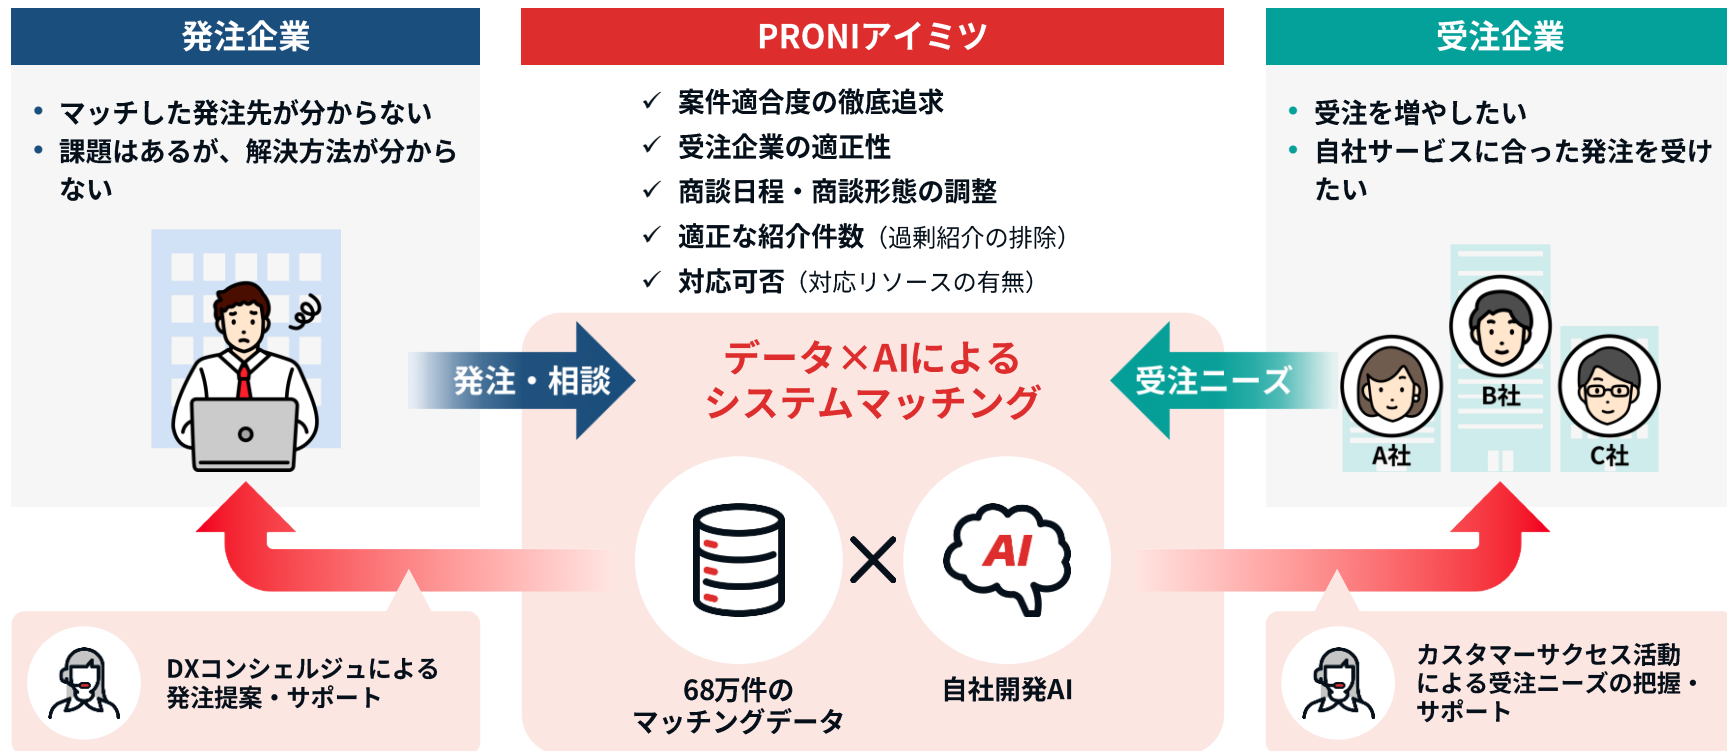 発注企業
• マッチした発注先が分からない
• 課題はあるが、解決方法が分から
ない
PRONIアイミツ
✓ 案件適合度の徹底追求
✓ 受注企業の適正性
✓ 商談日程・商談形態の調整
✓ 適正な紹介件数（過剰紹介の排除）
✓ 対応可否（対応リソースの有無）
受注企業
• 受注を増やしたい
• 自社サービスに合った発注を受け
たい
発注・相談
データ×AIによる
システムマッチング
受注ニーズ
A社
B社
C社
AI
68万件の
マッチングデータ
自社開発AI
DXコンシェルジュによる
発注提案・サポート
カスタマーサクセス活動
による受注ニーズの把握・
サポート